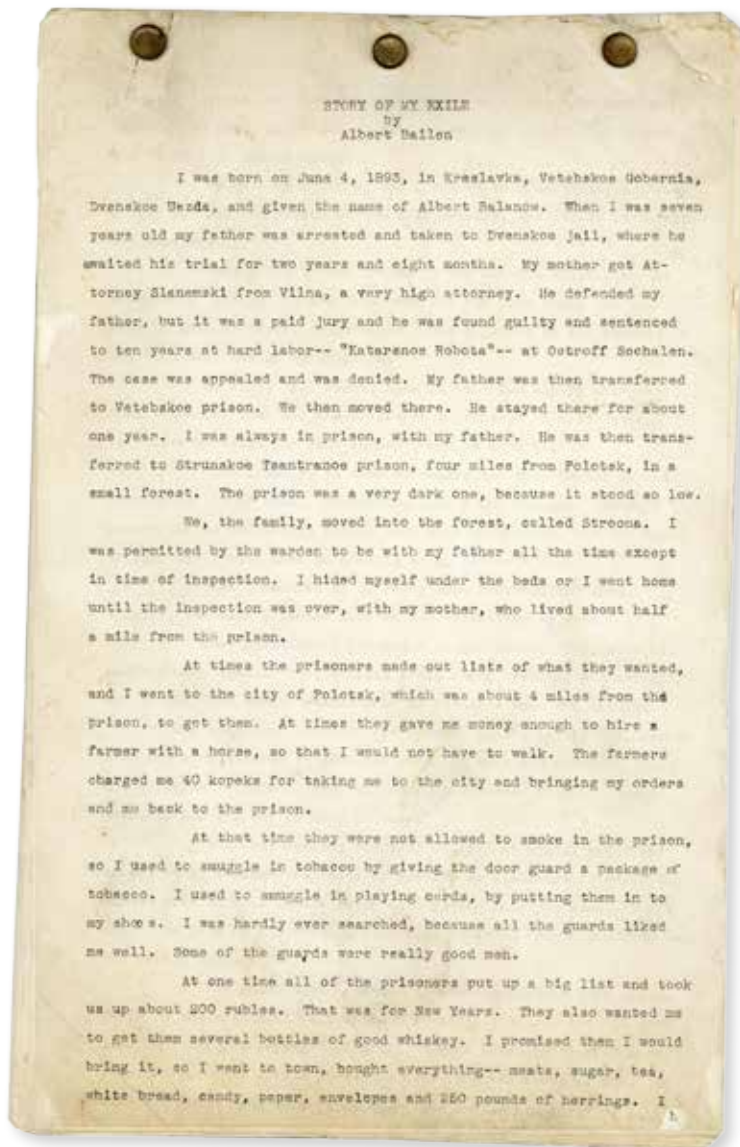 STORY OF MY EXILE
by
Albert Bailen
I was born on June 4, 1893, in Kreslavka, Vetebskoe Gobernia,
Dvenskoe Uezda, and given the name of Albert Balanow. When I was seven
years old my father was arrested and taken to Dvenskoe jail, where he
awaited his trial for two years and eight months. My mother got At-
torney Slanemski from Vilna, a very high attorney. He defended my
father, but it was a paid jury and he was found guilty and sentenced
to ten years at hard labor-- "Katarsnoe Robota"-- at Ostroff Sochalen.
The case was appealed and was denied. My father was then transferred
to Vetebskoe prison. We then moved there. He stayed there for about
one year. I was always in prison, with my father. He was then trans-
ferred to Strunskoe Tsantranoe prison, four miles from Polotsk, in a
small forest. The prison was a very dark one, because it stood so low.
We, the family, moved into the forest, called Stroona. I
was permitted by the warden to be with my father all the time except
in time of inspection. I hided myself under the beds or I went home
until the inspection was over, with my mother, who lived about half
a mile from the prison.
At times the prisoners made out lists of what they wanted,
and I went to the city of Polotsk, which was about 4 miles from the
prison, to get them. At times they gave me money enough to hire a
farmer with a horse, so that I would not have to walk. The farmers
charged me 40 kopeks for taking me to the city and bringing my orders
and me back to the prison.
At that time they were not allowed to smoke in the prison,
so I used to smuggle in tobacco by giving the door guard a package of
tobacco. I used to smuggle in playing cards, by putting them in to
my shoes. I was hardly ever searched, because all the guards liked
me well. Some of the guards were really good men.
At one time all of the prisoners put up a big list and took
us up about 200 rubles. That was for New Years. They also wanted me
to get them several bottles of good whiskey. I promised them I would
bring it, so I went to town, bought everything-- meats, sugar, tea,
white bread, candy, paper, envelopes and 250 pounds of herrings. I